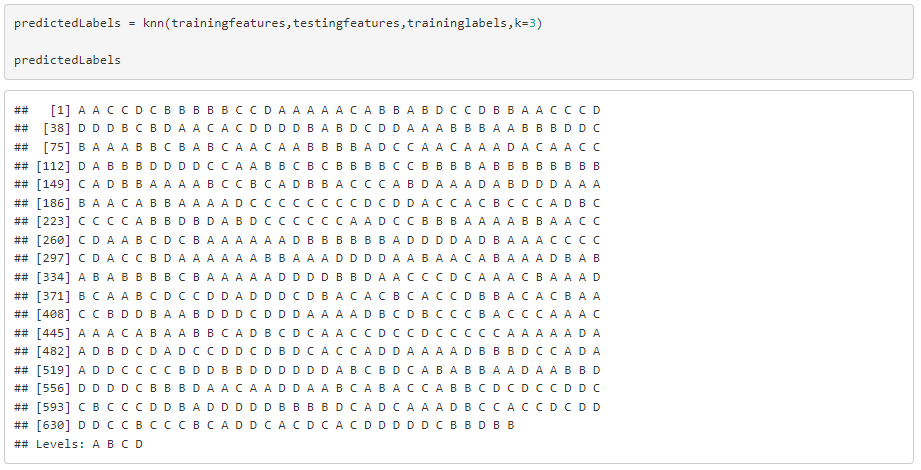 predictedLabels = knn(trainingfeatures,testingfeatures,traininglabels,k=3)
predictedLabels
##   [1] A A C C D C B B B B B C C D A A A A A C A B B A B D C C D B B A A C C C D
##  [38] D D D B C B D A A C A C D D D D D B A B D C D D A A A B B B A A B B B D D C
##  [75] B A A A B B C B A B C A A C A A B B B B A D C C A A C A A A D A C A A C C
## [112] D A B B B D D D D C C A A B B C B C B B B B C C B B B B A B B B B B B B B
## [149] C A D B B A A A A B C C B C A D B B A C C C A B D A A A D A B D D D A A A
## [186] B A A C A B B A A A A D C C C C C C C C D C D D A C C A C B C C C A D B C
## [223] C C C C A B B D B D A B D C C C C C C A A D C C B B B A A A A B B A A C C
## [260] C D A A B C D C B A A A A A A D B B B B B B A D D D D A D B A A A C C C C
## [297] C D A C C B D A A A A A A B B A A A D D D D A A B A A C A B A A A D B A B
## [334] A B A B B B B C B A A A A A D D D D B B D A A C C C D C A A A C B A A A D
## [371] B C A A B C D C C D D A D D D C D B A C A C B C A C C D B B A C A C B A A
## [408] C C B D D B A A B D D D C D D D A A A A D B C D B C C C B A C C C A A A C
## [445] A A A C A B A A B B C A D B C D C A A C C D C C D C C C C C A A A A A D A
## [482] A D B D C D A D C C D D C D B D C A C C A D D A A A A D B B B D C C A D A
## [519] A D D C C C C B D D B B D D D D D D A B C B D C A B A B B A A D A A B B D
## [556] D D D D C B B B D A A C A A D D A A B C A B C A B B C D C D C C D D C
## [593] C B C C C D D B A D D D D D B B B B D C A D C A A A D B C C A C C D C D D
## [630] D D C C B C C C B C A D D C A C D C A C D D D D D C B B D B B
## Levels: A B C D